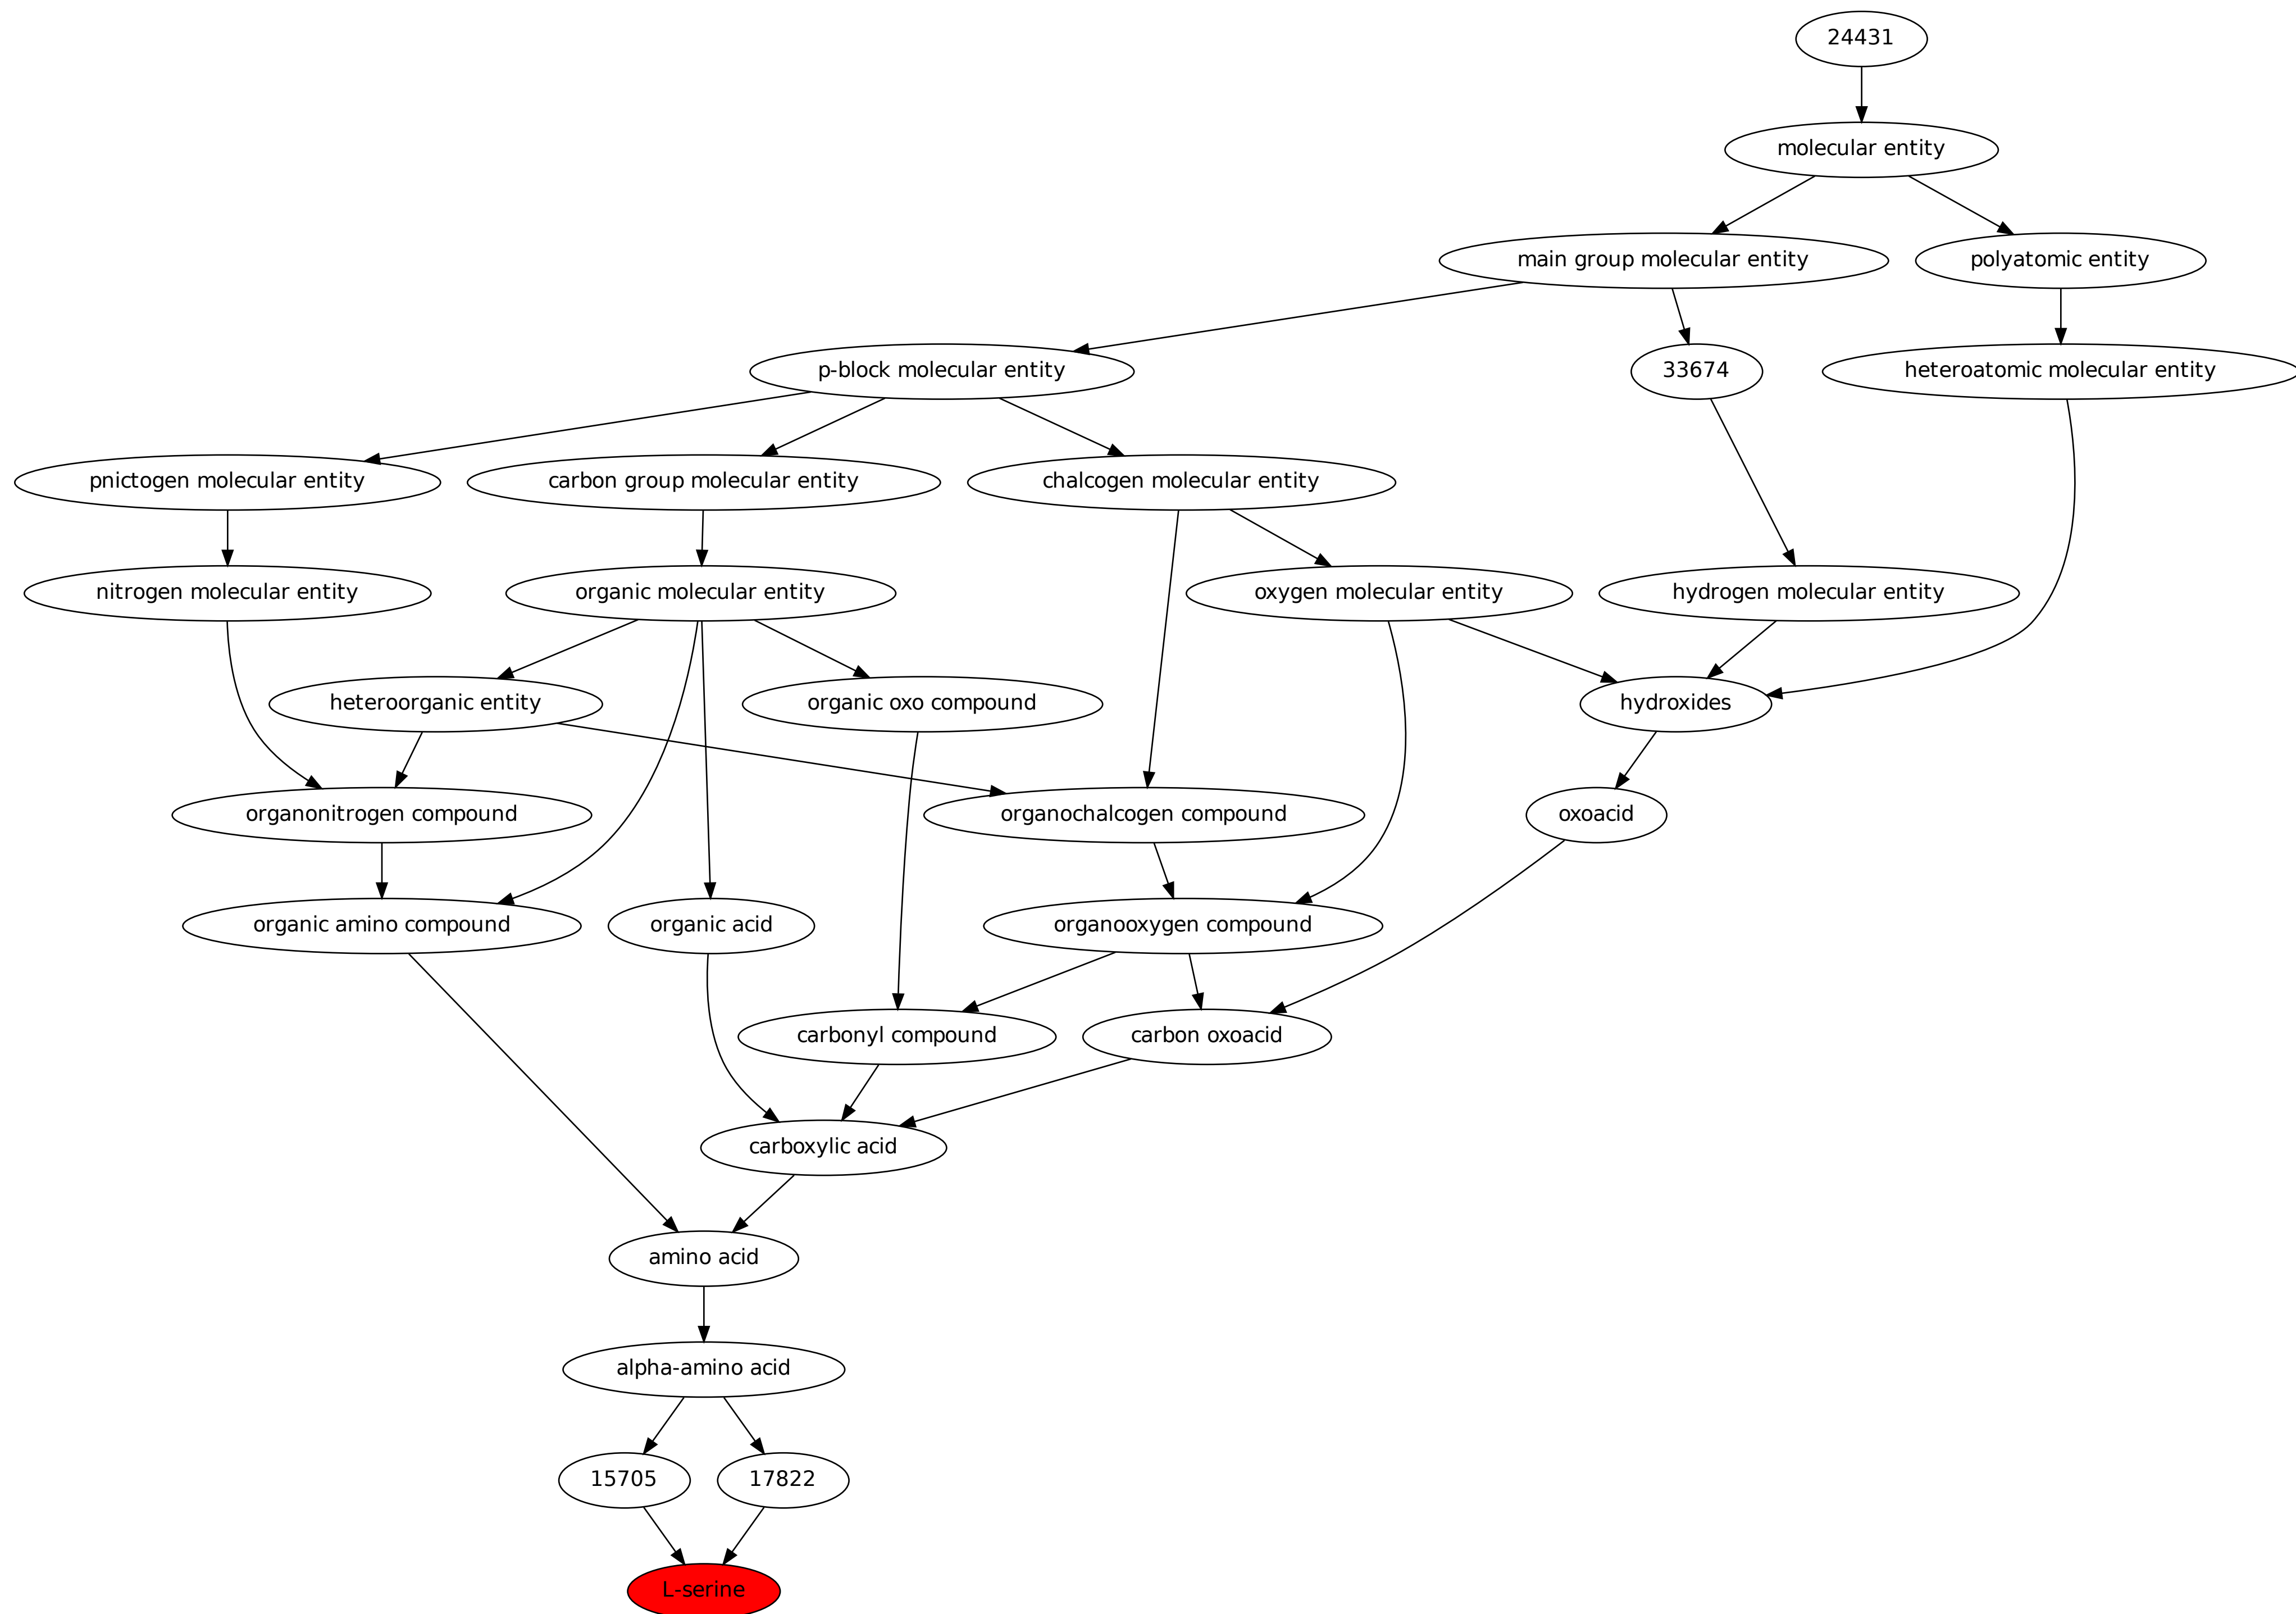 24431
molecular entity
main group molecular entity
polyatomic entity
p-block molecular entity
33674
heteroatomic molecular entity
pnictogen molecular entity
carbon group molecular entity
chalcogen molecular entity
nitrogen molecular entity
organic molecular entity
oxygen molecular entity
hydrogen molecular entity
heteroorganic entity
organic oxo compound
hydroxides
organonitrogen compound
organochalcogen compound
oxoacid
organic amino compound
organic acid
organooxygen compound
carbonyl compound
carbon oxoacid
carboxylic acid
amino acid
alpha-amino acid
15705
17822
L-serine